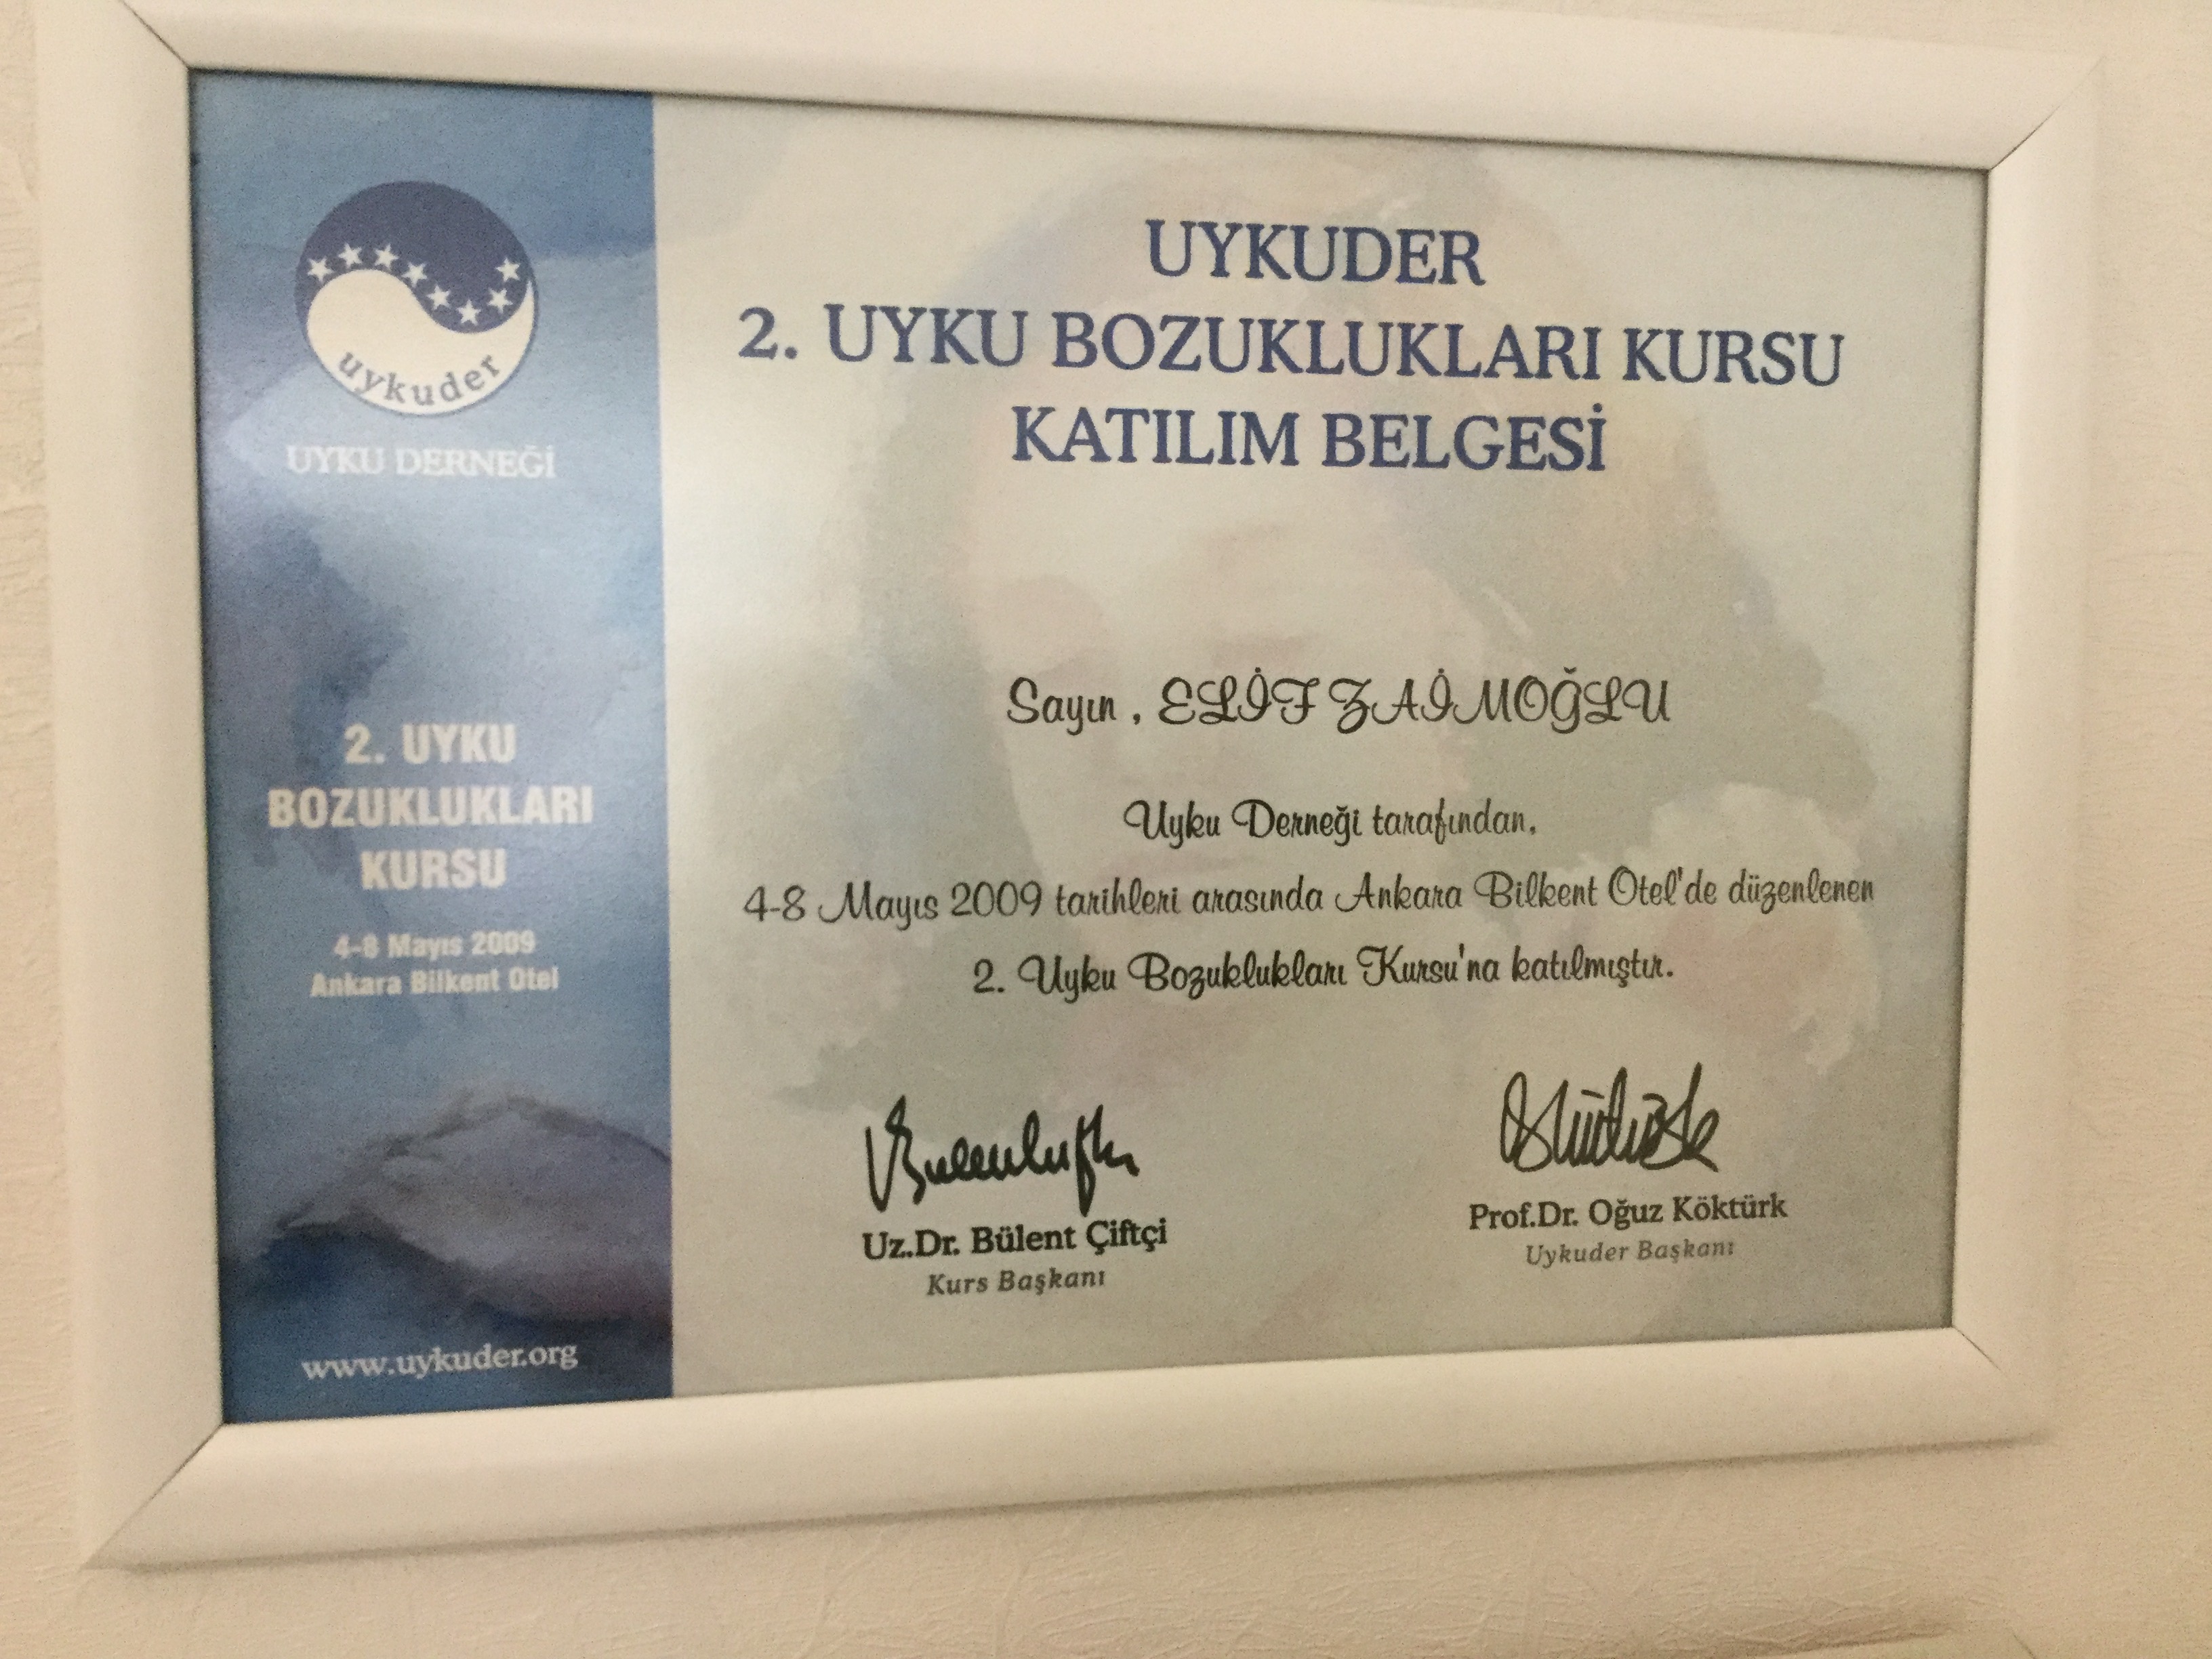 uykuder
UYKU DERNEĞİ
2. UYKU
BOZUKLUKLARI
KURSU
4-8 Mayıs 2009
Ankara Bilkent Otel
www.uykuder.org
UYKUDER
2. UYKU BOZUKLUKLARI KURSU
KATILIM BELGESİ
Sayın , ELİF ZAİMOĞLU
Uyku Derneği tarafından,
4-8 Mayıs 2009 tarihleri arasında Ankara Bilkent Otel'de düzenlenen
2. Uyku Bozuklukları Kursu'na katılmıştır.
Uz.Dr. Bülent Çiftçi
Kurs Başkanı
Prof.Dr. Oğuz Köktürk
Uykuder Başkanı